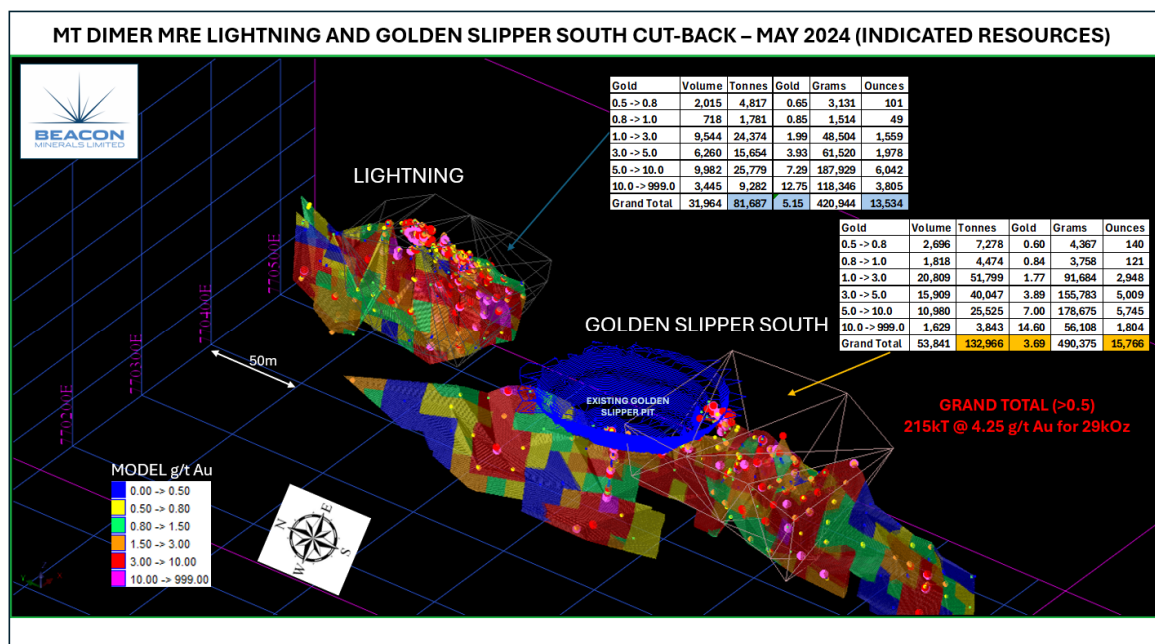 MT DIMER MRE LIGHTNING AND GOLDEN SLIPPER SOUTH CUT-BACK – MAY 2024 (INDICATED RESOURCES)
BEACON
MINERALS LIMITED
Gold Volume Tonnes Gold Grams Ounces
0.5 -> 0.8 2,015 4,817 0.65 3,131 101
0.8 -> 1.0 718 1,781 0.85 1,514 49
1.0 -> 3.0 9,544 24,374 1.99 48,504 1,559
3.0 -> 5.0 6,260 15,654 3.93 61,520 1,978
5.0 -> 10.0 9,982 25,779 7.29 187,929 6,042
10.0 -> 999.0 3,445 9,282 12.75 118,346 3,805
Grand Total 31,964 81,687 5.15 420,944 13,534
LIGHTNING
Gold Volume Tonnes Gold Grams Ounces
0.5 -> 0.8 2,696 7,278 0.60 4,367 140
0.8 -> 1.0 1,818 4,474 0.84 3,758 121
1.0 -> 3.0 20,809 51,799 1.77 91,684 2,948
3.0 -> 5.0 15,909 40,047 3.89 155,783 5,009
5.0 -> 10.0 10,980 25,525 7.00 178,675 5,745
10.0 -> 999.0 1,629 3,843 14.60 56,108 1,804
Grand Total 53,841 132,966 3.69 490,375 15,766
GOLDEN SLIPPER SOUTH
770500E
770400E
770300E
770200E
50m
EXISTING GOLDEN
SLIPPER PIT
GRAND TOTAL (>0.5)
215kT @ 4.25 g/t Au for 29kOz
MODEL g/t Au
0.00 -> 0.50
0.50 -> 0.80
0.80 -> 1.50
1.50 -> 3.00
3.00 -> 10.00
10.00 -> 999.00
N
E
S
W